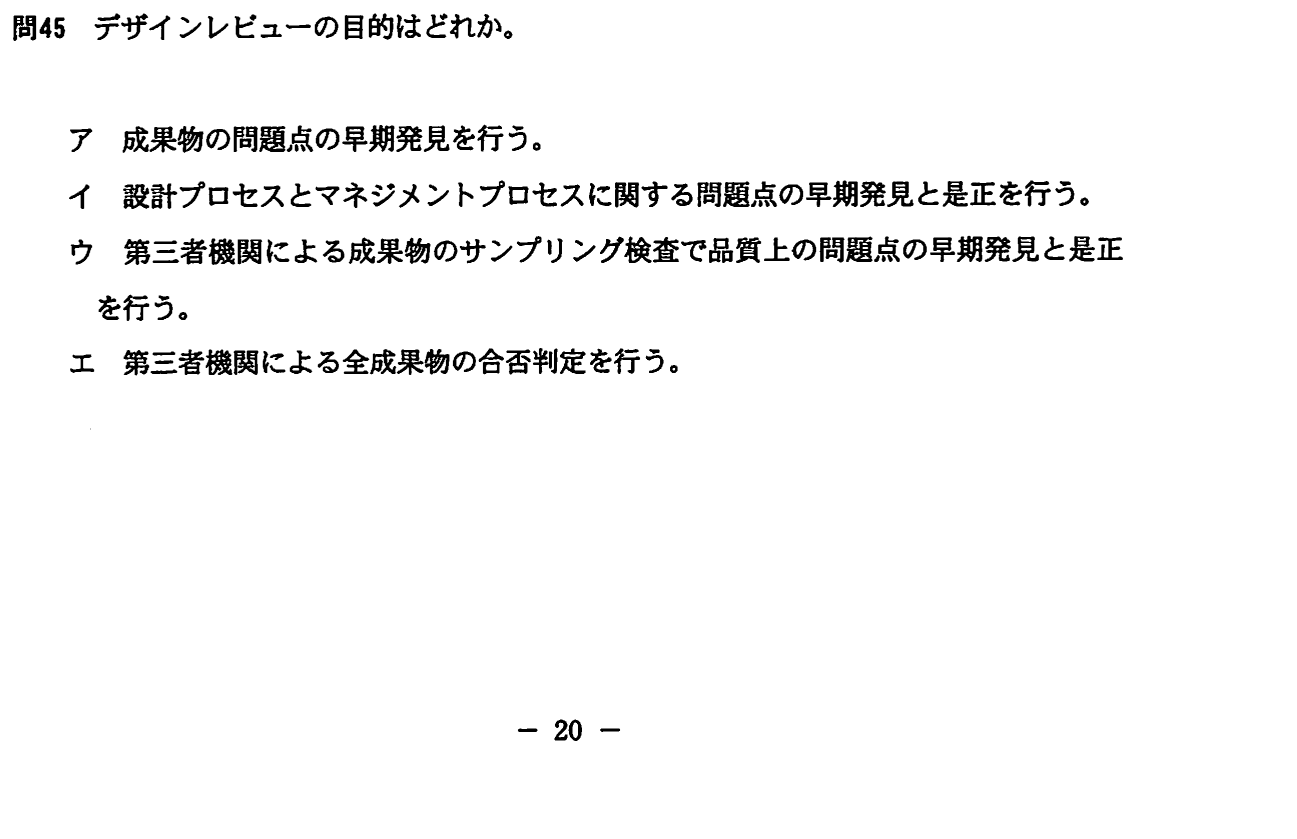 問45　デザインレビューの目的はどれか。
ア　成果物の問題点の早期発見を行う。
イ　設計プロセスとマネジメントプロセスに関する問題点の早期発見と是正を行う。
ウ　第三者機関による成果物のサンプリング検査で品質上の問題点の早期発見と是正
を行う。
エ　第三者機関による全成果物の合否判定を行う。
－ 20 －